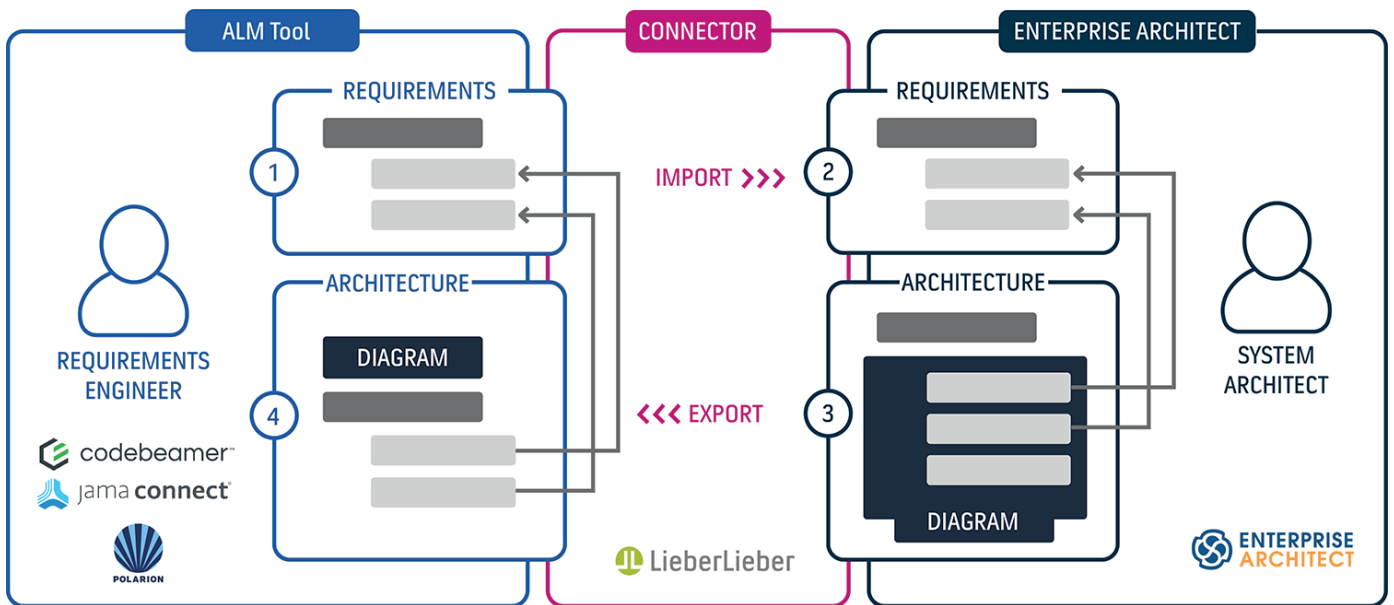 ALM Tool
CONNECTOR
ENTERPRISE ARCHITECT
REQUIREMENTS
1
REQUIREMENTS
2
IMPORT >>>
ARCHITECTURE
DIAGRAM
4
REQUIREMENTS
ENGINEER
codebeamer™
jama connect®
POLARION
<<< EXPORT
LieberLieber
ARCHITECTURE
3
DIAGRAM
SYSTEM
ARCHITECT
ENTERPRISE
ARCHITECT